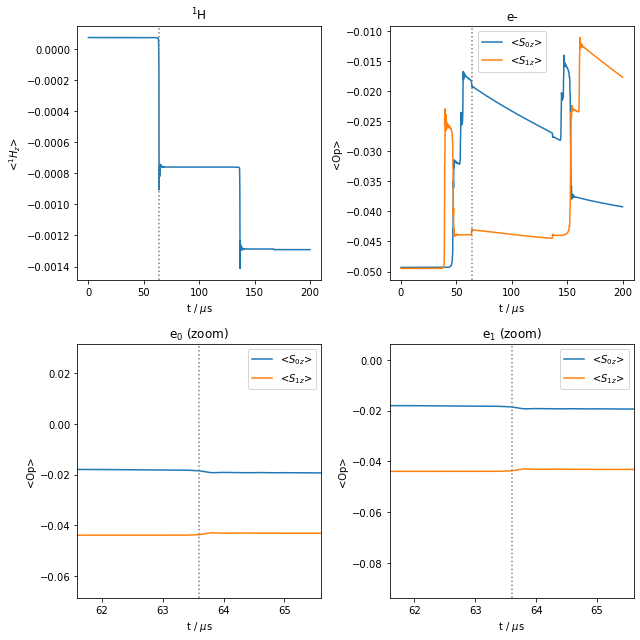 ¹H
<¹H_z>
0.0000
−0.0002
−0.0004
−0.0006
−0.0008
−0.0010
−0.0012
−0.0014
0 50 100 150 200
t / μs
e-
<Op>
<S_0z>
<S_1z>
−0.010
−0.015
−0.020
−0.025
−0.030
−0.035
−0.040
−0.045
−0.050
0 50 100 150 200
t / μs
e₀ (zoom)
<Op>
<S_0z>
<S_1z>
0.02
0.00
−0.02
−0.04
−0.06
62 63 64 65
t / μs
e₁ (zoom)
<Op>
<S_0z>
<S_1z>
0.00
−0.02
−0.04
−0.06
−0.08
62 63 64 65
t / μs